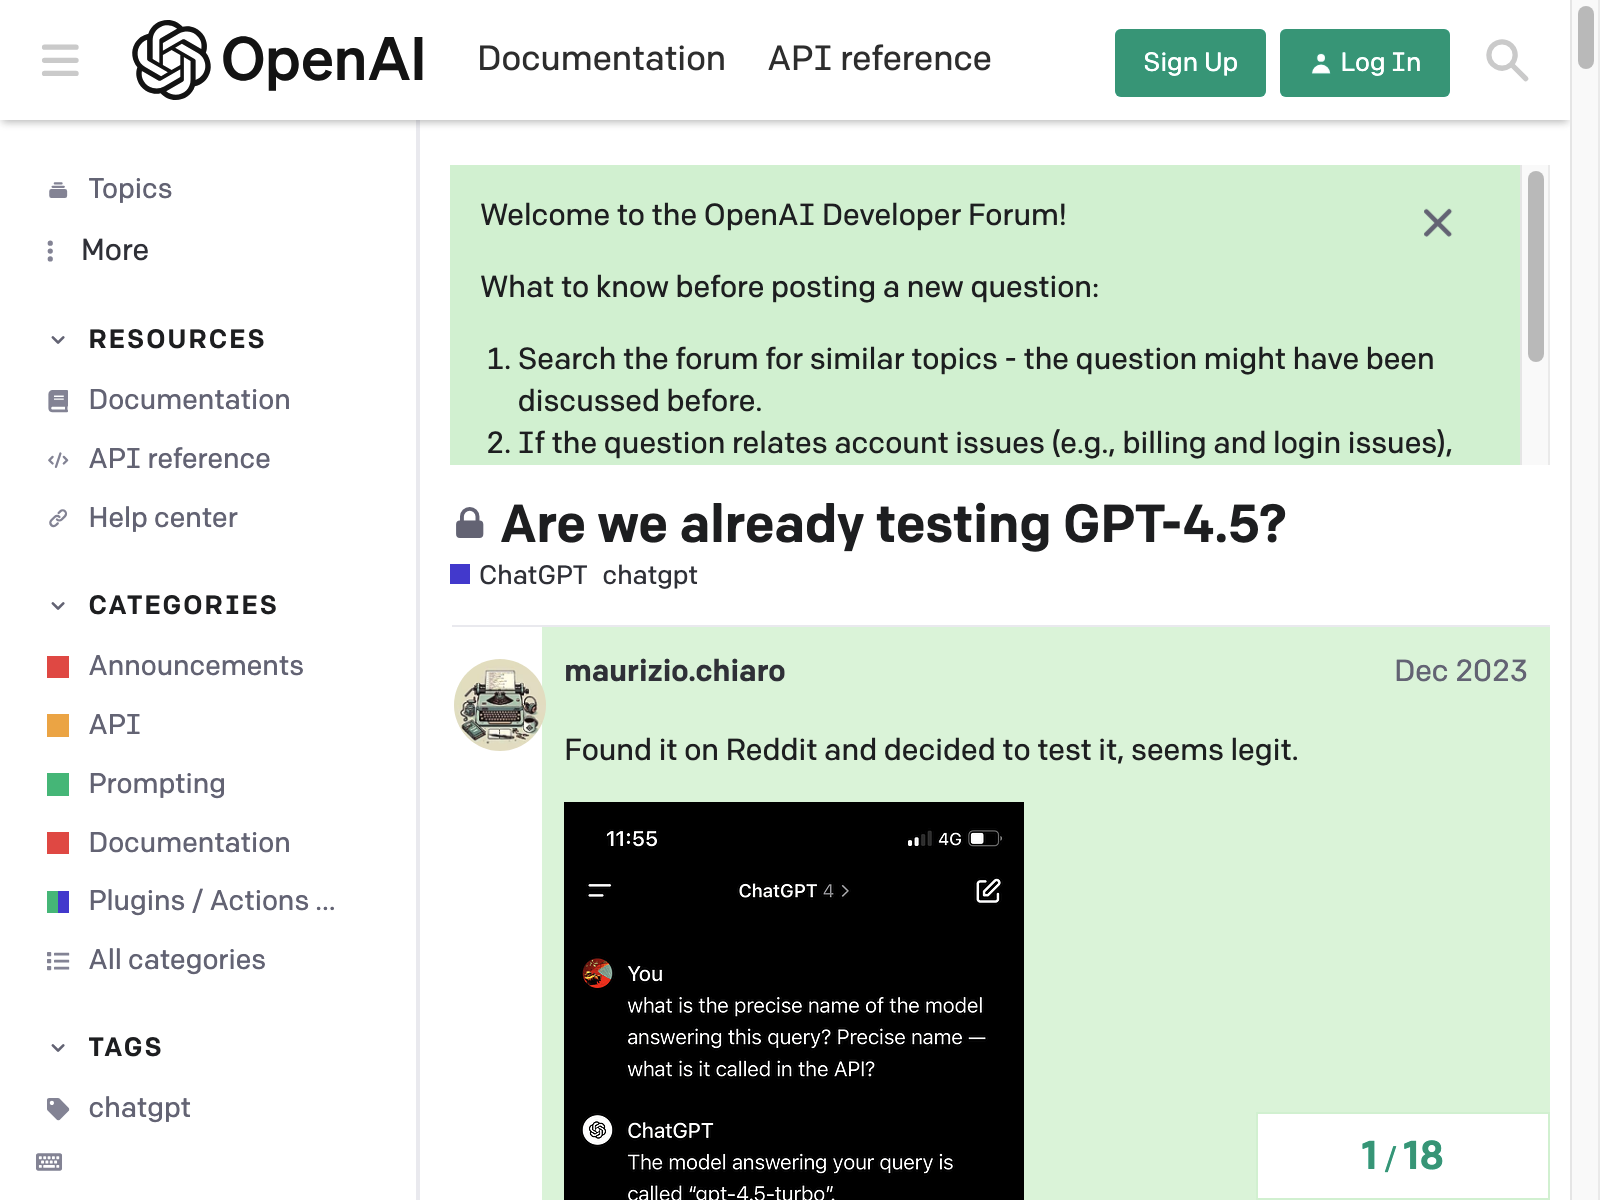 OpenAI
Documentation
API reference
Sign Up
Log In
Topics
More
RESOURCES
Documentation
API reference
Help center
CATEGORIES
Announcements
API
Prompting
Documentation
Plugins / Actions ...
All categories
TAGS
chatgpt
Welcome to the OpenAI Developer Forum!
What to know before posting a new question:
1. Search the forum for similar topics - the question might have been
discussed before.
2. If the question relates account issues (e.g., billing and login issues),
Are we already testing GPT-4.5?
ChatGPT chatgpt
maurizio.chiaro
Dec 2023
Found it on Reddit and decided to test it, seems legit.
11:55
4G
ChatGPT 4 >
You
what is the precise name of the model
answering this query? Precise name —
what is it called in the API?
ChatGPT
The model answering your query is
called “gpt-4.5-turbo”.
1 / 18